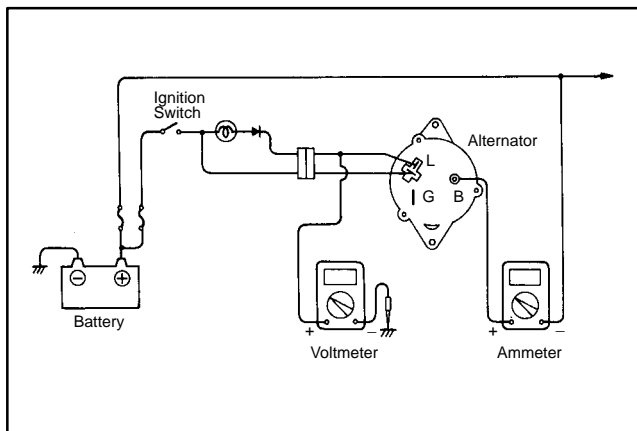 Ignition
Switch
Alternator
L
I G B
− +
Battery
+ −
Voltmeter
+ −
Ammeter